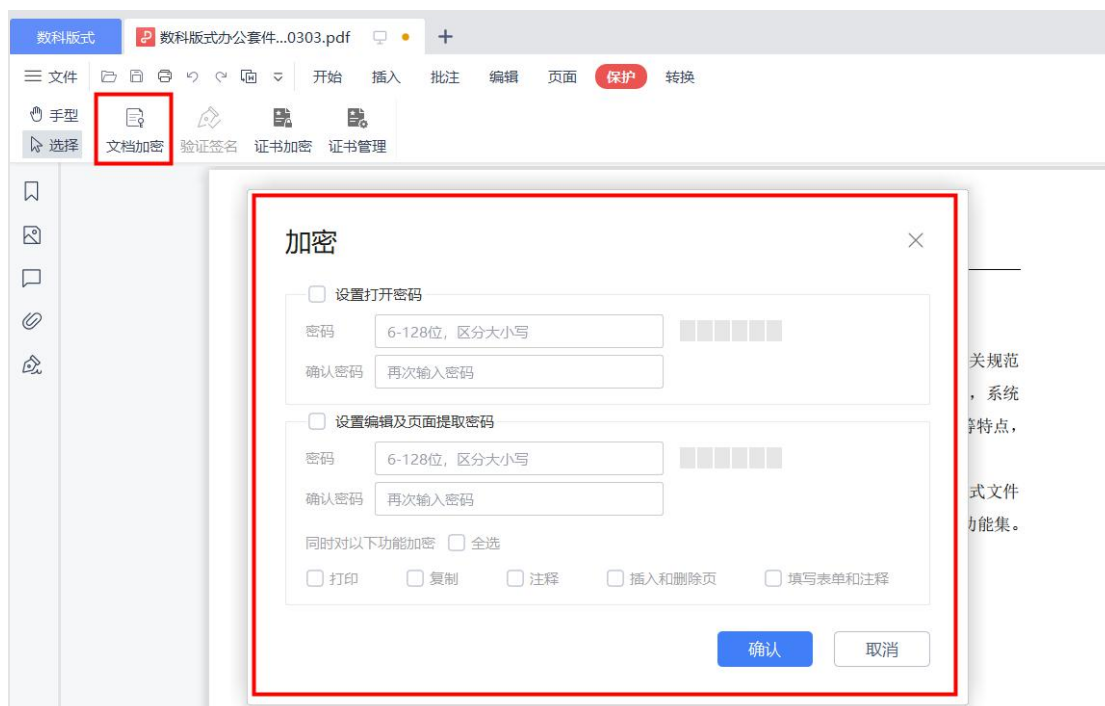 数科版式 数科版式办公套件...0303.pdf +
文件 开始 插入 批注 编辑 页面 保护 转换
手型
选择 文档加密 验证签名 证书加密 证书管理
加密
设置打开密码
密码 6-128位，区分大小写
确认密码 再次输入密码
关规范
，系统
设置编辑及页面提取密码
等特点，
密码 6-128位，区分大小写
确认密码 再次输入密码
式文件
功能集。
同时对以下功能加密 全选
打印 复制 注释 插入和删除页 填写表单和注释
确认 取消